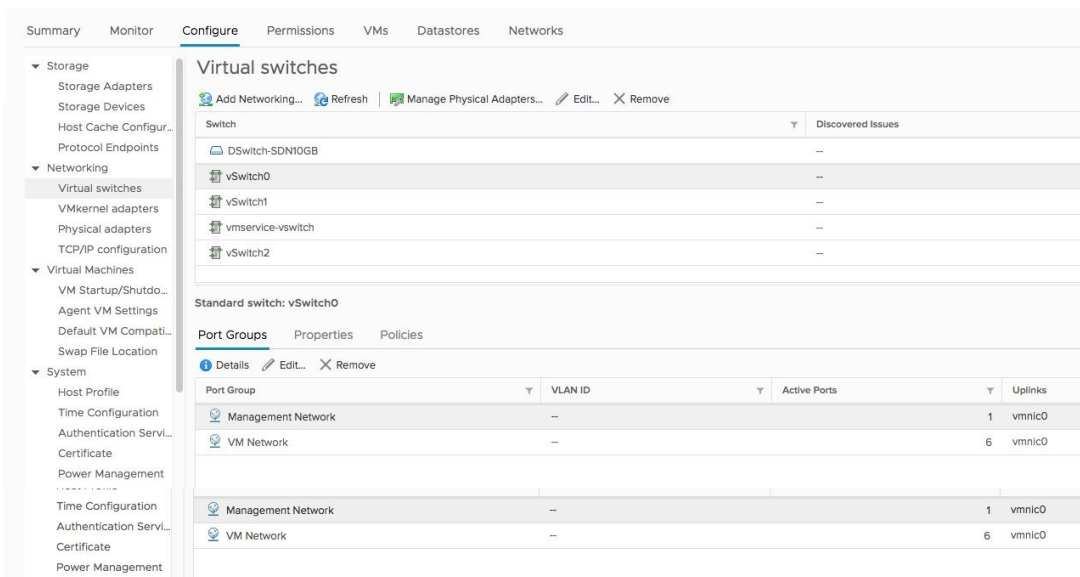 Summary Monitor Configure Permissions VMs Datastores Networks
Storage
Storage Adapters
Storage Devices
Host Cache Configur...
Protocol Endpoints
Networking
Virtual switches
VMkernel adapters
Physical adapters
TCP/IP configuration
Virtual Machines
VM Startup/Shutdo...
Agent VM Settings
Default VM Compati...
Swap File Location
System
Host Profile
Time Configuration
Authentication Servi...
Certificate
Power Management
Time Configuration
Authentication Servi...
Certificate
Power Management
Virtual switches
Add Networking... Refresh Manage Physical Adapters... Edit... Remove
Switch Discovered Issues
DSwitch-SDN10GB --
vSwitch0 --
vSwitch1 --
vmservice-vswitch --
vSwitch2 --
Standard switch: vSwitch0
Port Groups Properties Policies
Details Edit... Remove
Port Group VLAN ID Active Ports Uplinks
Management Network -- 1 vmnic0
VM Network -- 6 vmnic0
Management Network -- 1 vmnic0
VM Network -- 6 vmnic0